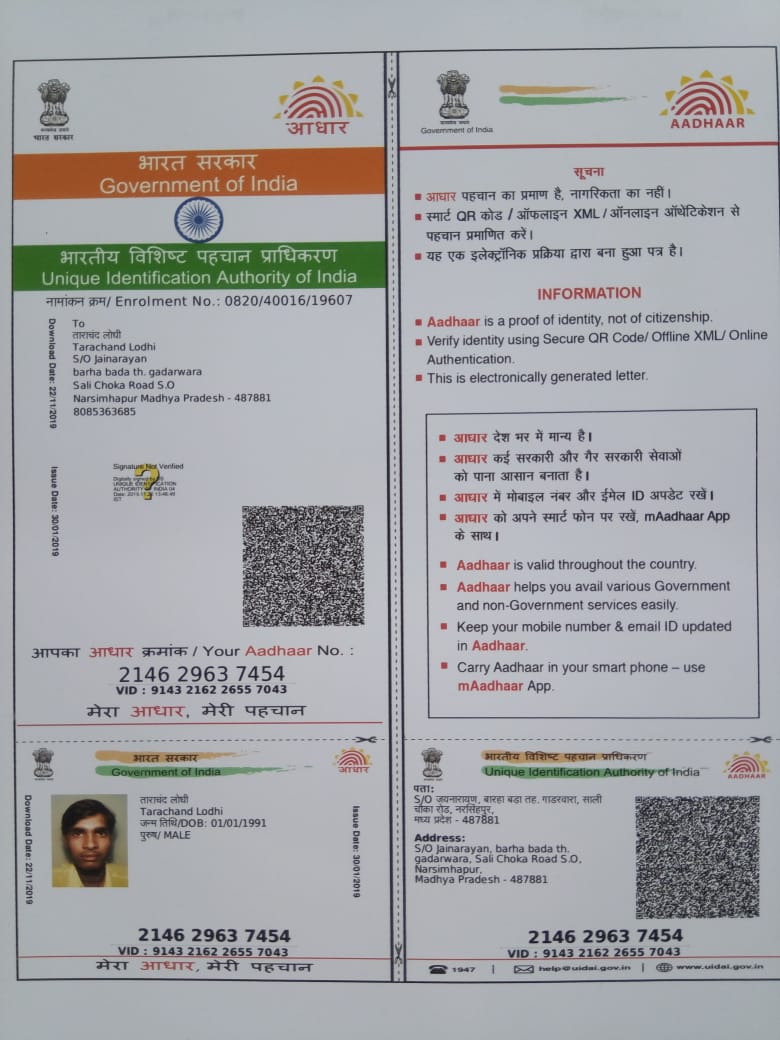 भारत सरकार
आधार
भारत सरकार
Government of India
भारतीय विशिष्ट पहचान प्राधिकरण
Unique Identification Authority of India
नामांकन क्रम/ Enrolment No.: 0820/40016/19607
Download Date: 22/11/2019
To
ताराचंद लोधी
Tarachand Lodhi
S/O Jainarayan
barha bada th. gadarwara
Sali Choka Road S.O
Narsimhapur Madhya Pradesh - 487881
8085363685
Issue Date: 30/01/2019
Signature Not Verified
Digitally signed by DS
UNIQUE IDENTIFICATION
AUTHORITY OF INDIA 04
IST
आपका आधार क्रमांक / Your Aadhaar No. :
2146 2963 7454
VID : 9143 2162 2655 7043
मेरा आधार, मेरी पहचान
Government of India
AADHAAR
सूचना
आधार पहचान का प्रमाण है, नागरिकता का नहीं।
स्मार्ट QR कोड / ऑफलाइन XML / ऑनलाइन ऑथेंटिकेशन से
पहचान प्रमाणित करें।
यह एक इलेक्ट्रॉनिक प्रक्रिया द्वारा बना हुआ पत्र है।
INFORMATION
Aadhaar is a proof of identity, not of citizenship.
Verify identity using Secure QR Code/ Offline XML/ Online
Authentication.
This is electronically generated letter.
आधार देश भर में मान्य है।
आधार कई सरकारी और गैर सरकारी सेवाओं
को पाना आसान बनाता है।
आधार में मोबाइल नंबर और ईमेल ID अपडेट रखें।
आधार को अपने स्मार्ट फोन पर रखें, mAadhaar App
के साथ।
Aadhaar is valid throughout the country.
Aadhaar helps you avail various Government
and non-Government services easily.
Keep your mobile number & email ID updated
in Aadhaar.
Carry Aadhaar in your smart phone – use
mAadhaar App.
भारत सरकार
Government of India
आधार
Download Date: 22/11/2019
ताराचंद लोधी
Tarachand Lodhi
जन्म तिथि/DOB: 01/01/1991
पुरुष/ MALE
Issue Date: 30/01/2019
2146 2963 7454
VID : 9143 2162 2655 7043
मेरा आधार, मेरी पहचान
भारतीय विशिष्ट पहचान प्राधिकरण
Unique Identification Authority of India
AADHAAR
पता:
S/O जयनारायण, बारहा बडा तह. गाडरवारा, साली
चौका रोड, नरसिंहपुर,
मध्य प्रदेश - 487881
Address:
S/O Jainarayan, barha bada th.
gadarwara, Sali Choka Road S.O,
Narsimhapur,
Madhya Pradesh - 487881
2146 2963 7454
VID : 9143 2162 2655 7043
1947 | help@uidai.gov.in | www.uidai.gov.in